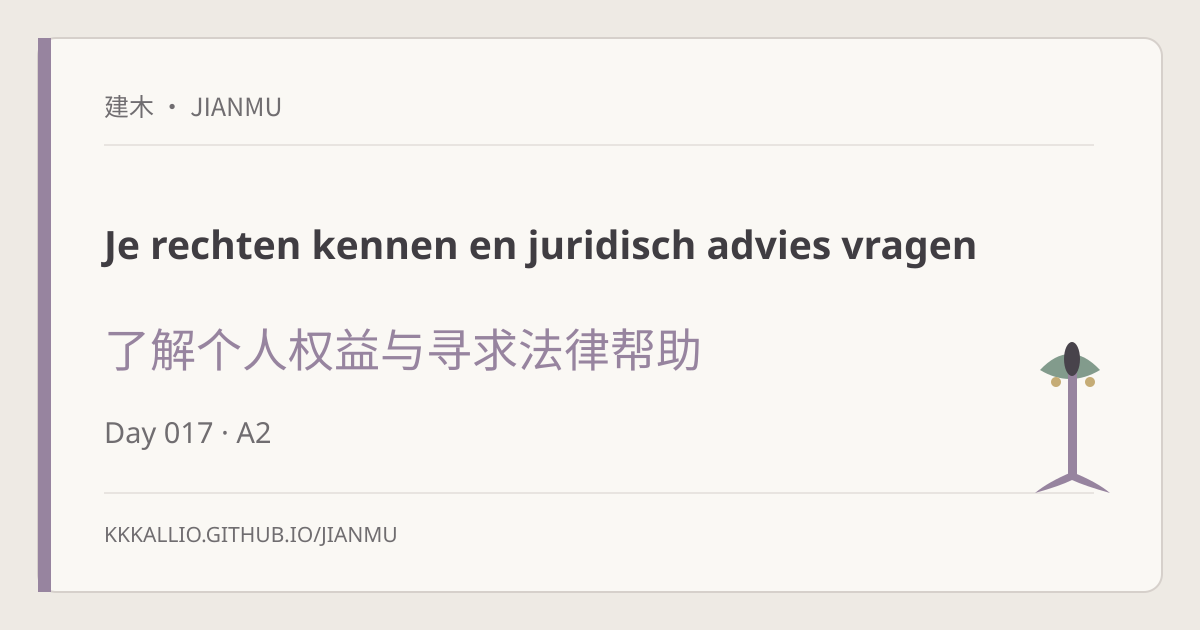 建木 · JIANMU
Je rechten kennen en juridisch advies vragen
了解个人权益与寻求法律帮助
Day 017 · A2
KKKALLIO.GITHUB.IO/JIANMU